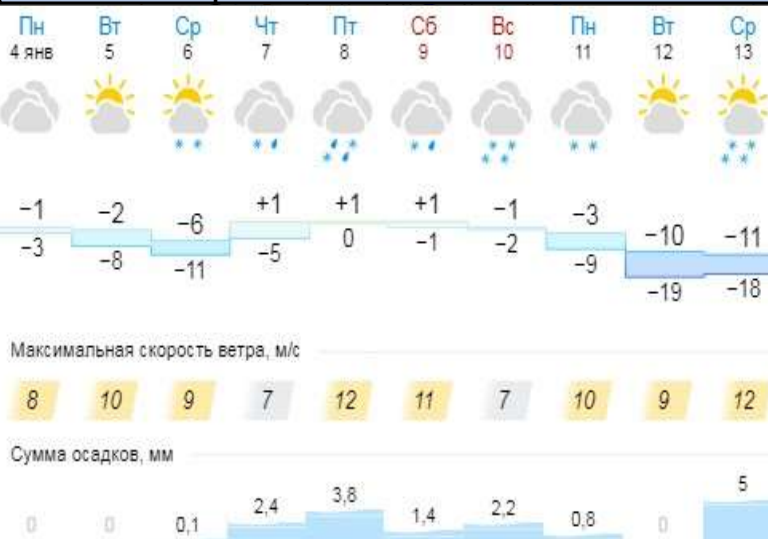 Пн Вт Ср Чт Пт Сб Вс Пн Вт Ср
4 янв 5 6 7 8 9 10 11 12 13
−1 −2 −6 +1 +1 +1 −1 −3 −10 −11
−3 −8 −11 −5 0 −1 −2 −9 −19 −18
Максимальная скорость ветра, м/с
8 10 9 7 12 11 7 10 9 12
Сумма осадков, мм
0 0 0,1 2,4 3,8 1,4 2,2 0,8 0 5